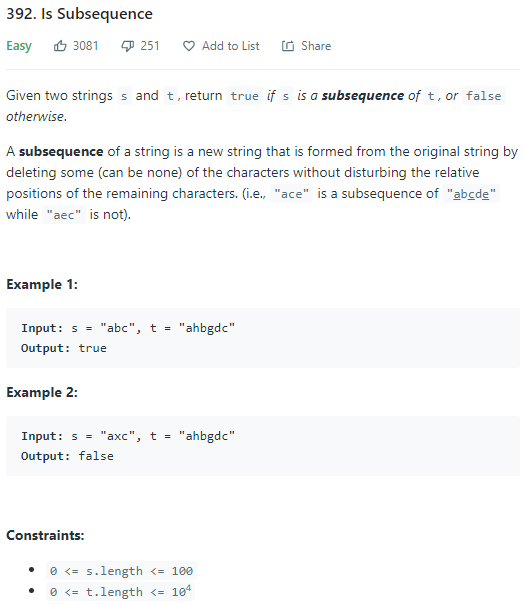 392. Is Subsequence
Easy 3081 251 Add to List Share
Given two strings s and t, return true if s is a subsequence of t, or false
otherwise.
A subsequence of a string is a new string that is formed from the original string by
deleting some (can be none) of the characters without disturbing the relative
positions of the remaining characters. (i.e., "ace" is a subsequence of "abcde"
while "aec" is not).
Example 1:
Input: s = "abc", t = "ahbgdc"
Output: true
Example 2:
Input: s = "axc", t = "ahbgdc"
Output: false
Constraints:
• 0 <= s.length <= 100
• 0 <= t.length <= 10⁴